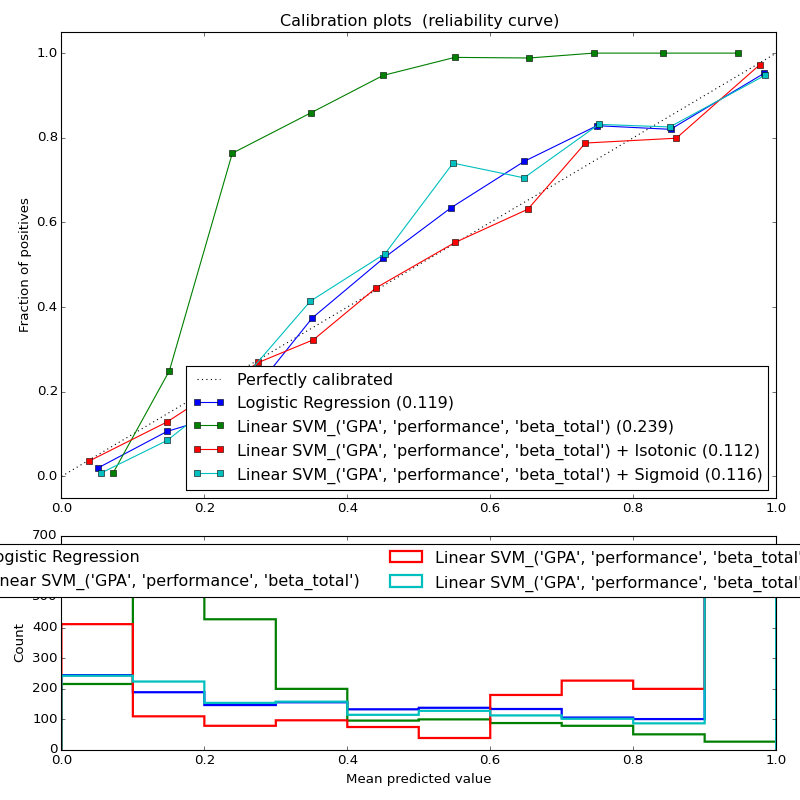 Calibration plots (reliability curve)
1.0
0.8
0.6
0.4
0.2
0.0
Fraction of positives
Perfectly calibrated
Logistic Regression (0.119)
Linear SVM_('GPA', 'performance', 'beta_total') (0.239)
Linear SVM_('GPA', 'performance', 'beta_total') + Isotonic (0.112)
Linear SVM_('GPA', 'performance', 'beta_total') + Sigmoid (0.116)
0.0 0.2 0.4 0.6 0.8 1.0
700
ogistic Regression
near SVM_('GPA', 'performance', 'beta_total')
Linear SVM_('GPA', 'performance', 'beta_total'
Linear SVM_('GPA', 'performance', 'beta_total'
400
300
200
100
0
Count
0.0 0.2 0.4 0.6 0.8 1.0
Mean predicted value